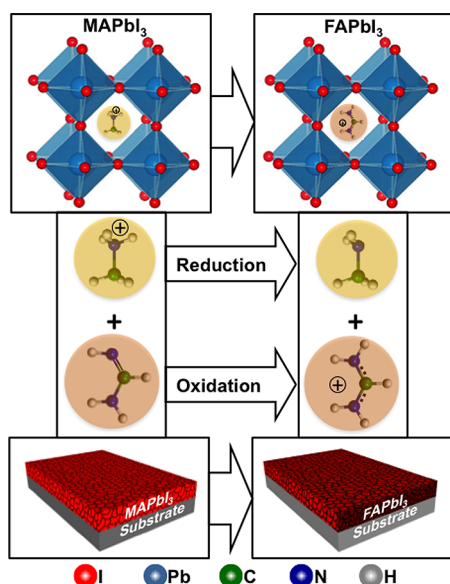 MAPbI₃
FAPbI₃
+
+
Reduction
+
+
+
Oxidation
+
MAPbI₃
Substrate
FAPbI₃
Substrate
I
Pb
C
N
H